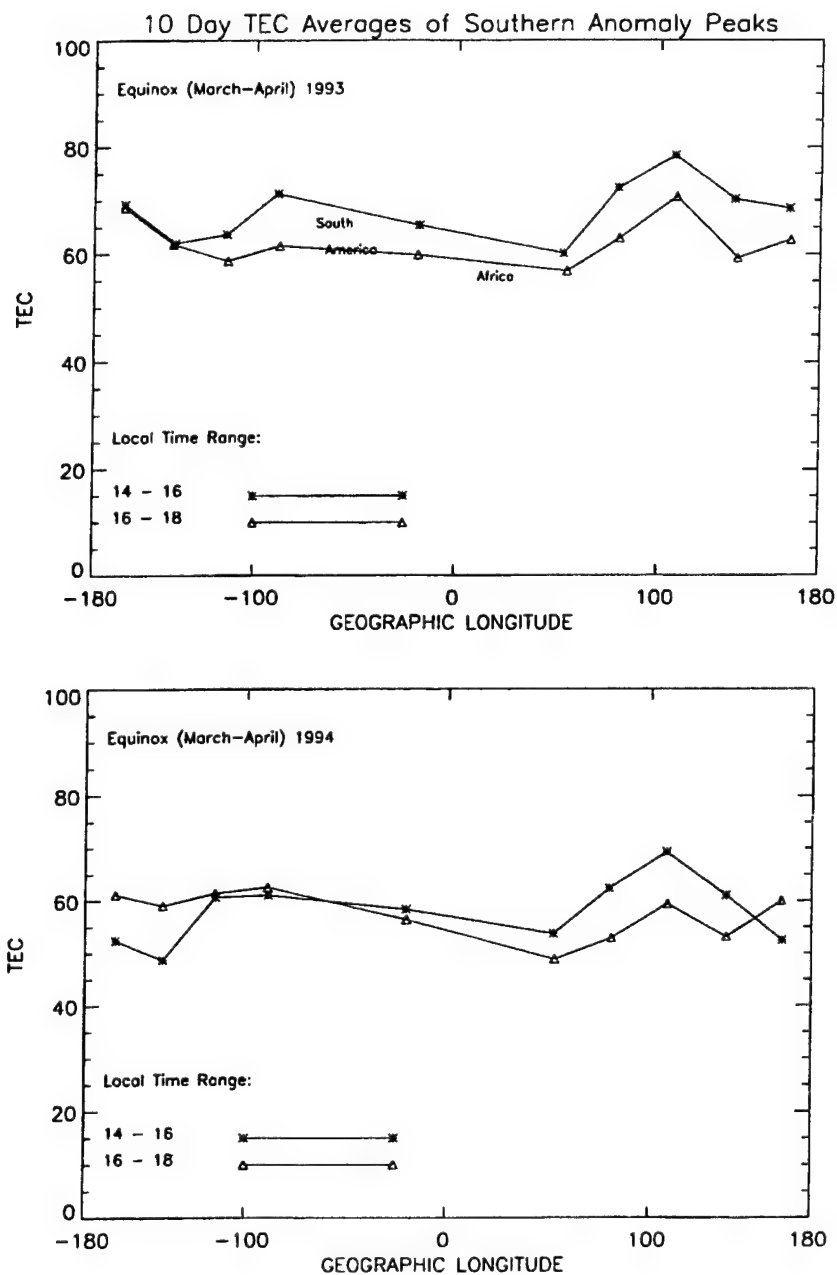 10 Day TEC Averages of Southern Anomaly Peaks
100
Equinox (March-April) 1993
80
South
America
60
Africa
TEC
40
Local Time Range:
20
14 - 16
16 - 18
0
-180
-100
0
100
180
GEOGRAPHIC LONGITUDE
100
Equinox (March-April) 1994
80
60
TEC
40
Local Time Range:
20
14 - 16
16 - 18
0
-180
-100
0
100
180
GEOGRAPHIC LONGITUDE